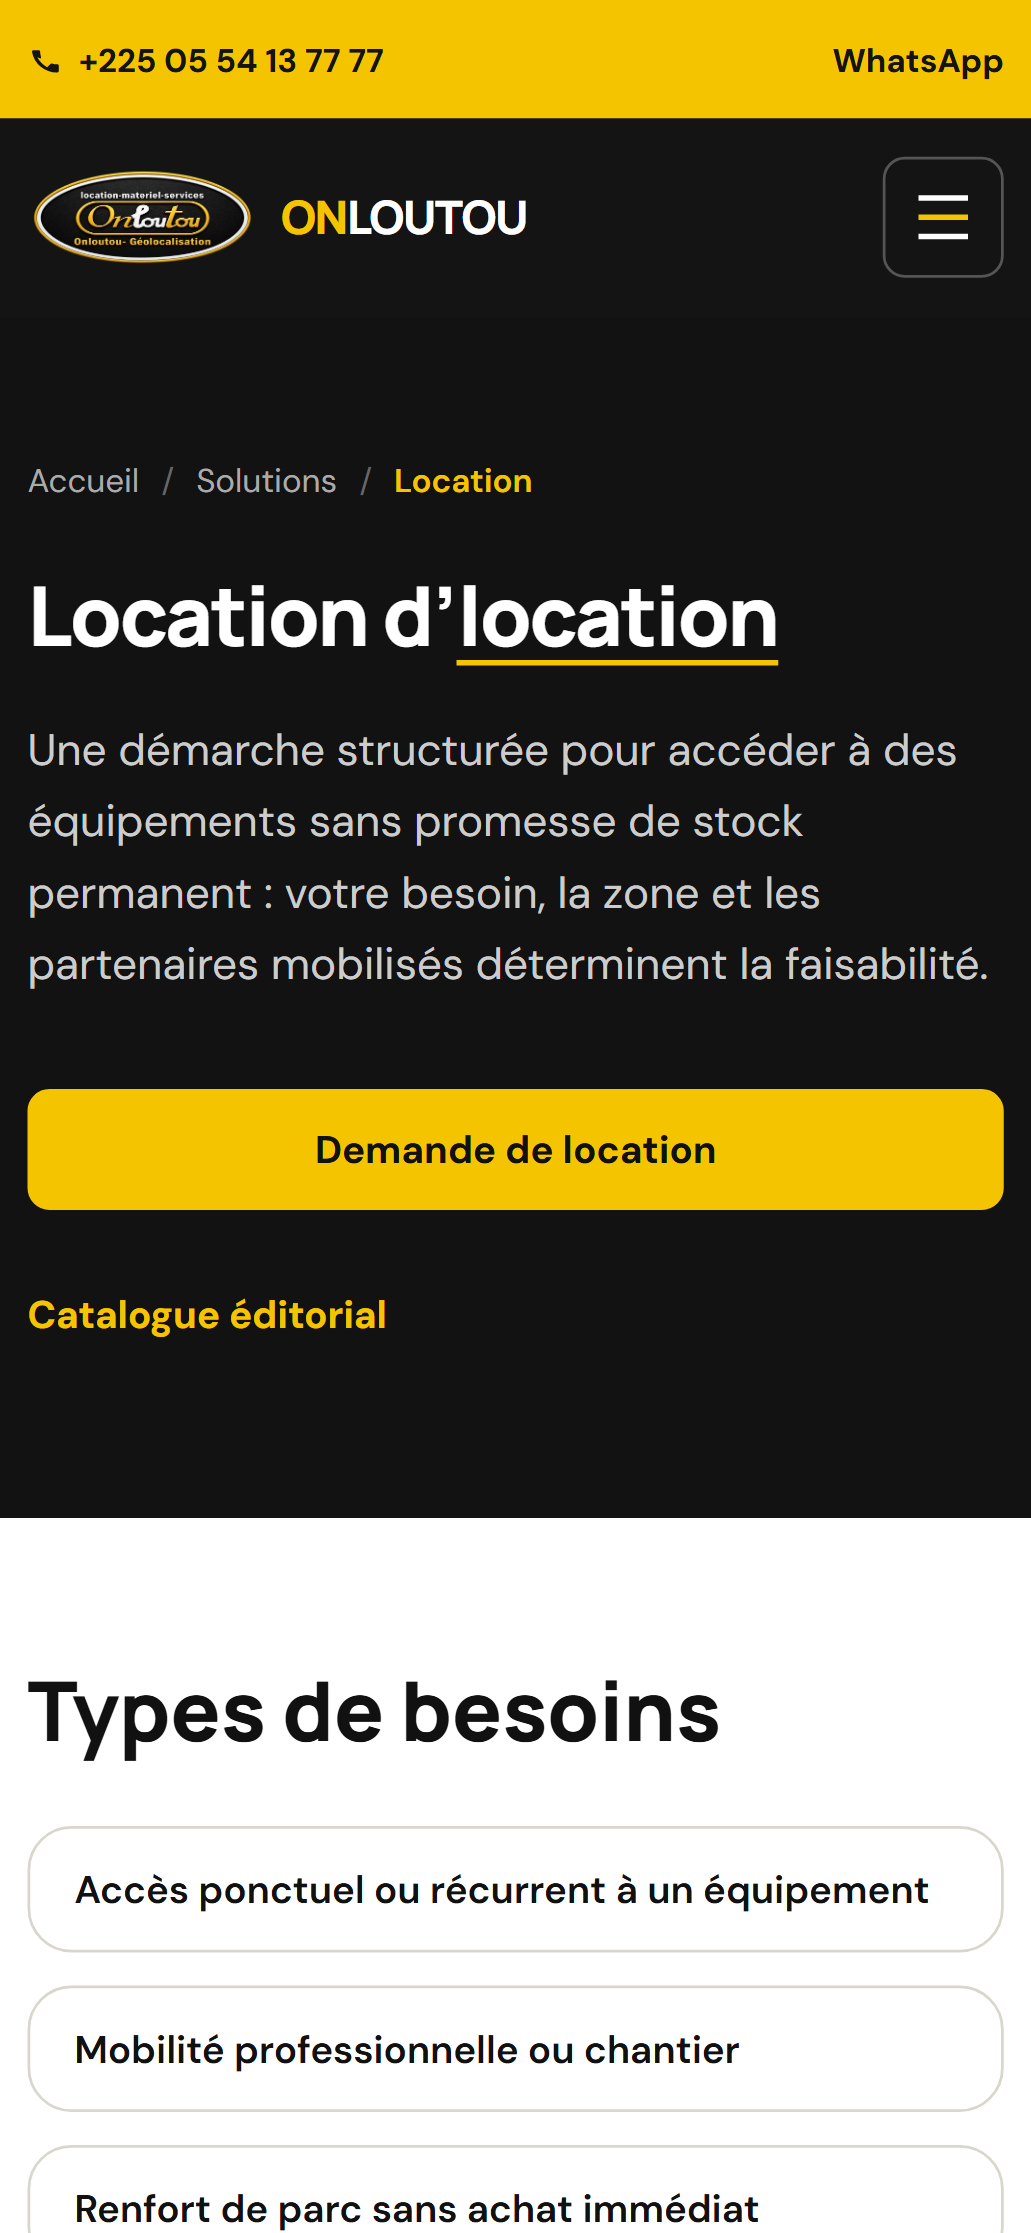 +225 05 54 13 77 77
WhatsApp
location-materiel-services
Onloutou
Onloutou- Géolocalisation
ONLOUTOU
Accueil / Solutions / Location
Location d’location
Une démarche structurée pour accéder à des
équipements sans promesse de stock
permanent : votre besoin, la zone et les
partenaires mobilisés déterminent la faisabilité.
Demande de location
Catalogue éditorial
Types de besoins
Accès ponctuel ou récurrent à un équipement
Mobilité professionnelle ou chantier
Renfort de parc sans achat immédiat